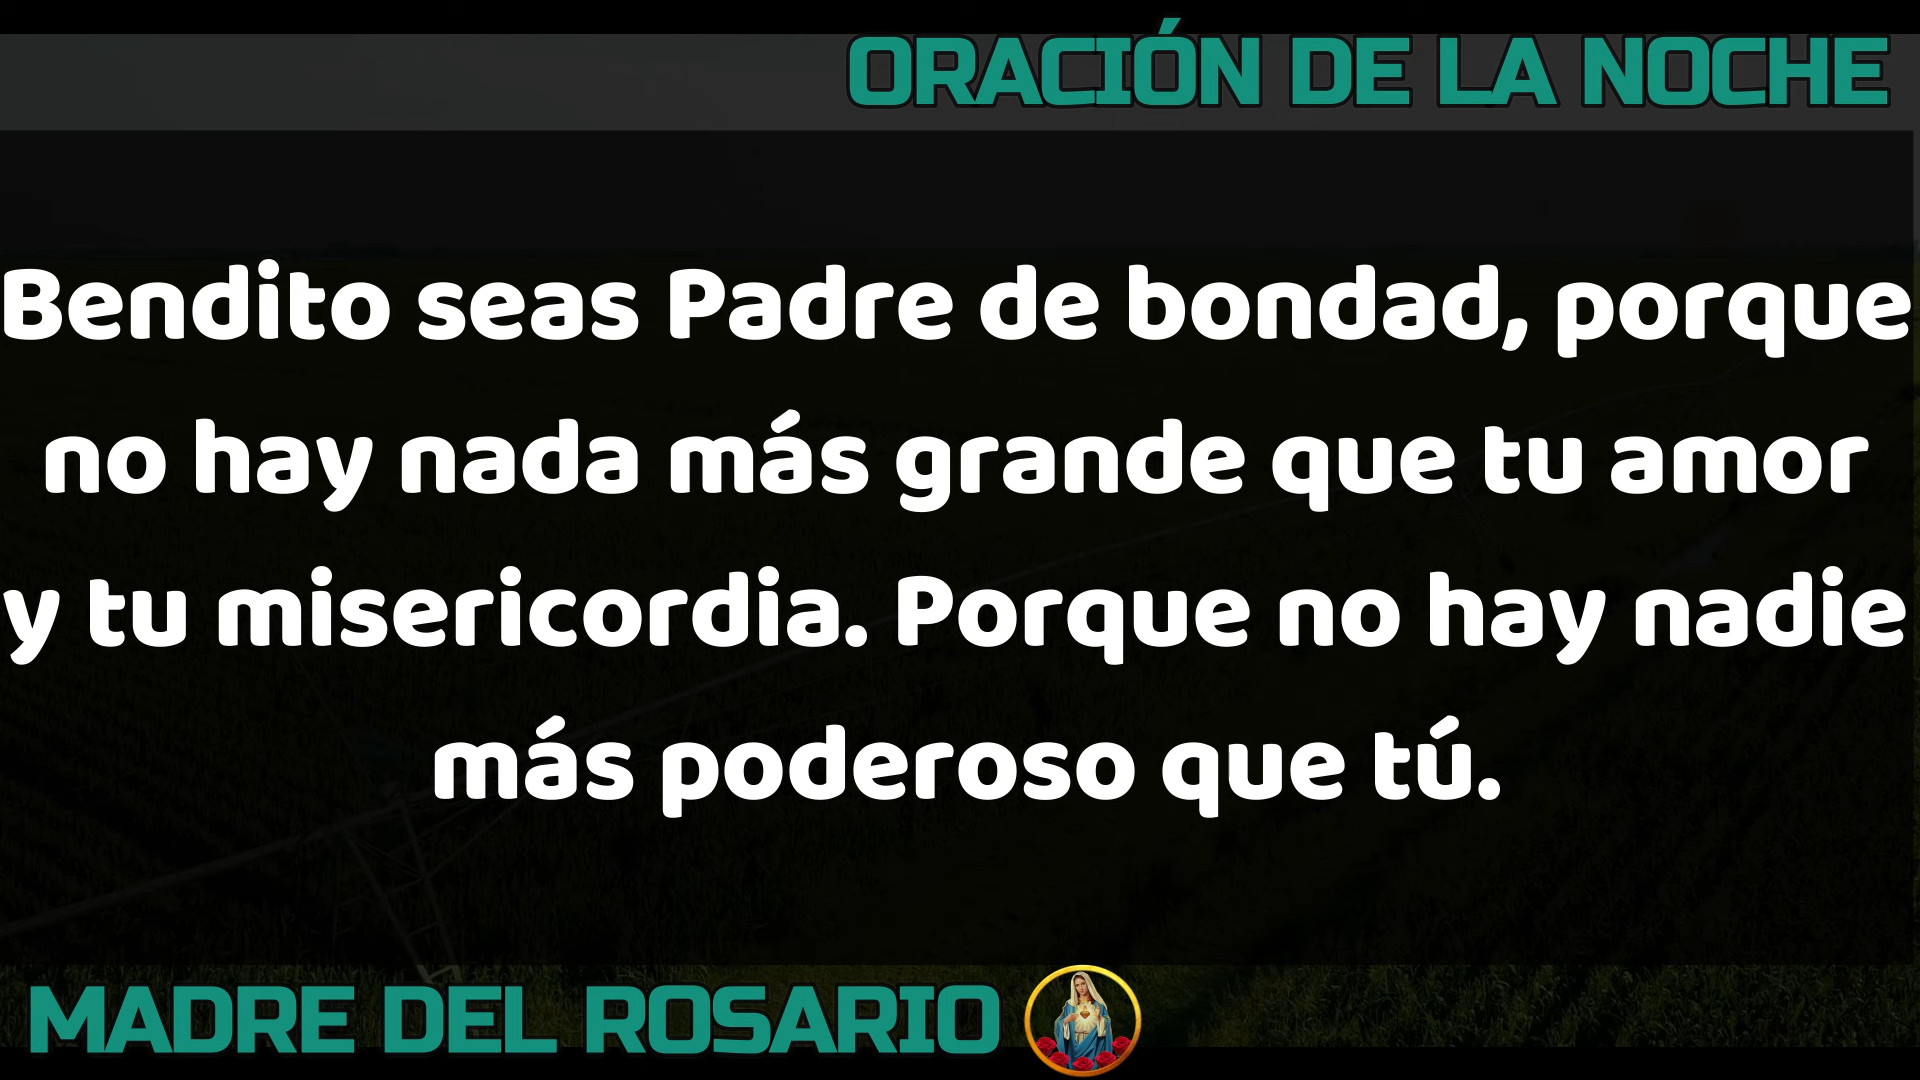 ORACIÓN DE LA NOCHE
Bendito seas Padre de bondad, porque
no hay nada más grande que tu amor
y tu misericordia. Porque no hay nadie
más poderoso que tú.
MADRE DEL ROSARIO